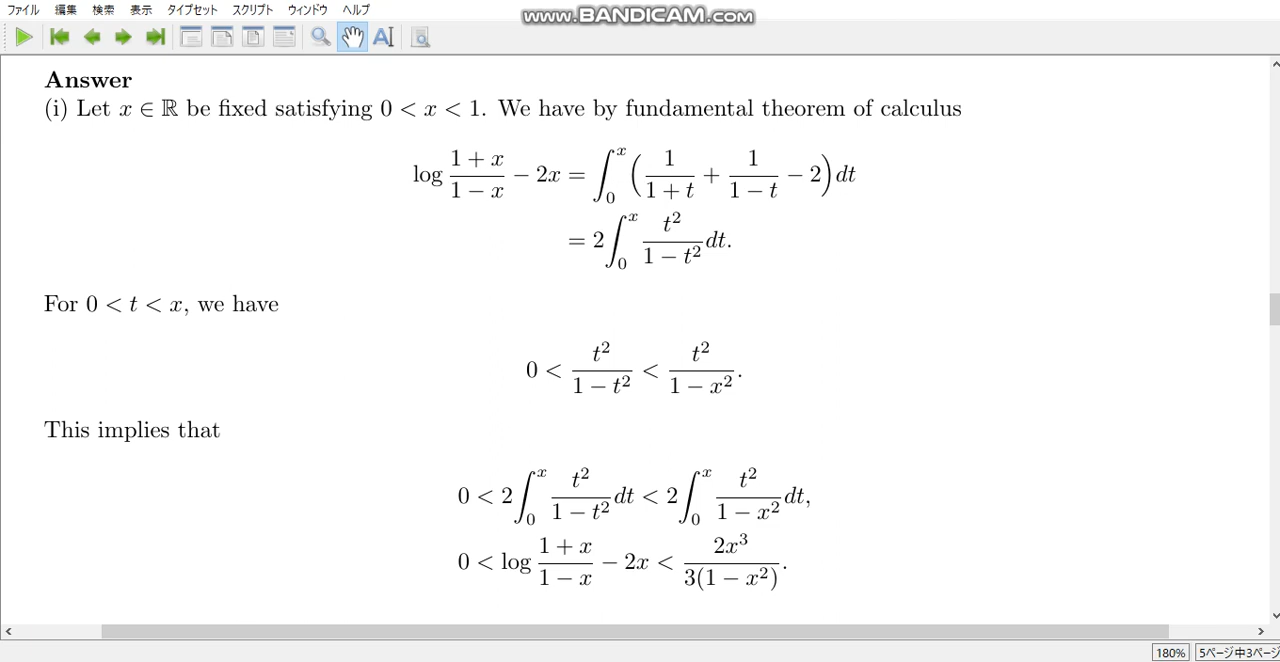 ファイル 編集 検索 表示 タイプセット スクリプト ウィンドウ ヘルプ
www.BANDICAM.com
Answer
(i) Let x ∈ ℝ be fixed satisfying 0 < x < 1. We have by fundamental theorem of calculus
log (1 + x)/(1 − x) − 2x = ∫₀ˣ (1/(1 + t) + 1/(1 − t) − 2) dt
= 2 ∫₀ˣ t²/(1 − t²) dt.
For 0 < t < x, we have
0 < t²/(1 − t²) < t²/(1 − x²).
This implies that
0 < 2 ∫₀ˣ t²/(1 − t²) dt < 2 ∫₀ˣ t²/(1 − x²) dt,
0 < log (1 + x)/(1 − x) − 2x < 2x³/(3(1 − x²)).
180% 5ページ中3ページ